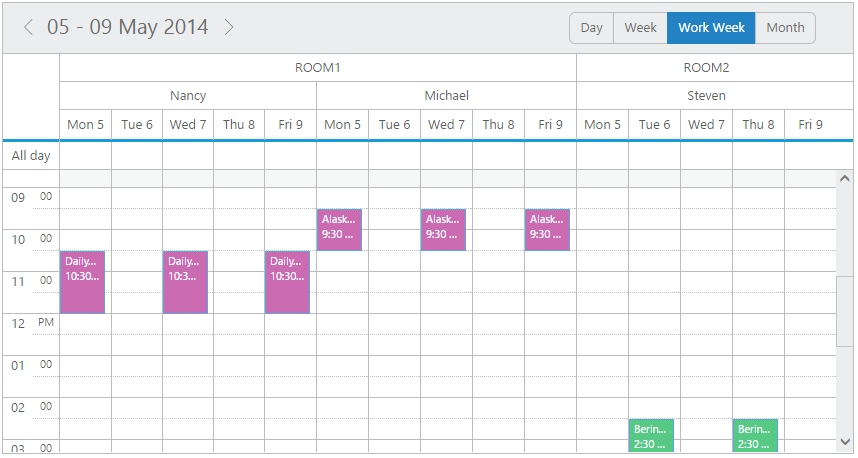 05 - 09 May 2014
Day Week Work Week Month
ROOM1 ROOM2
Nancy Michael Steven
Mon 5 Tue 6 Wed 7 Thu 8 Fri 9 Mon 5 Tue 6 Wed 7 Thu 8 Fri 9 Mon 5 Tue 6 Wed 7 Thu 8 Fri 9
All day
09 00
Alask... Alask... Alask...
9:30 ... 9:30 ... 9:30 ...
10 00
Daily... Daily... Daily...
10:30... 10:3... 10:30...
11 00
12 PM
01 00
02 00
Berin... Berin...
2:30 ... 2:30 ...
03 00